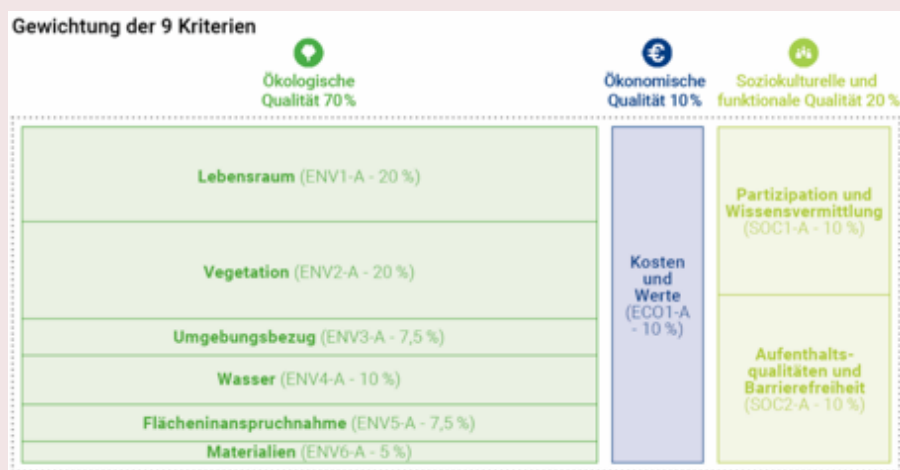 Gewichtung der 9 Kriterien
Ökologische
Qualität 70 %
Ökonomische
Qualität 10 %
Soziokulturelle und
funktionale Qualität 20 %
Lebensraum (ENV1-A - 20 %)
Vegetation (ENV2-A - 20 %)
Umgebungsbezug (ENV3-A - 7,5 %)
Wasser (ENV4-A - 10 %)
Flächeninanspruchnahme (ENV5-A - 7,5 %)
Materialien (ENV6-A - 5 %)
Kosten
und
Werte
(ECO1-A
- 10 %)
Partizipation und
Wissensvermittlung
(SOC1-A - 10 %)
Aufenthalts-
qualitäten und
Barrierefreiheit
(SOC2-A - 10 %)